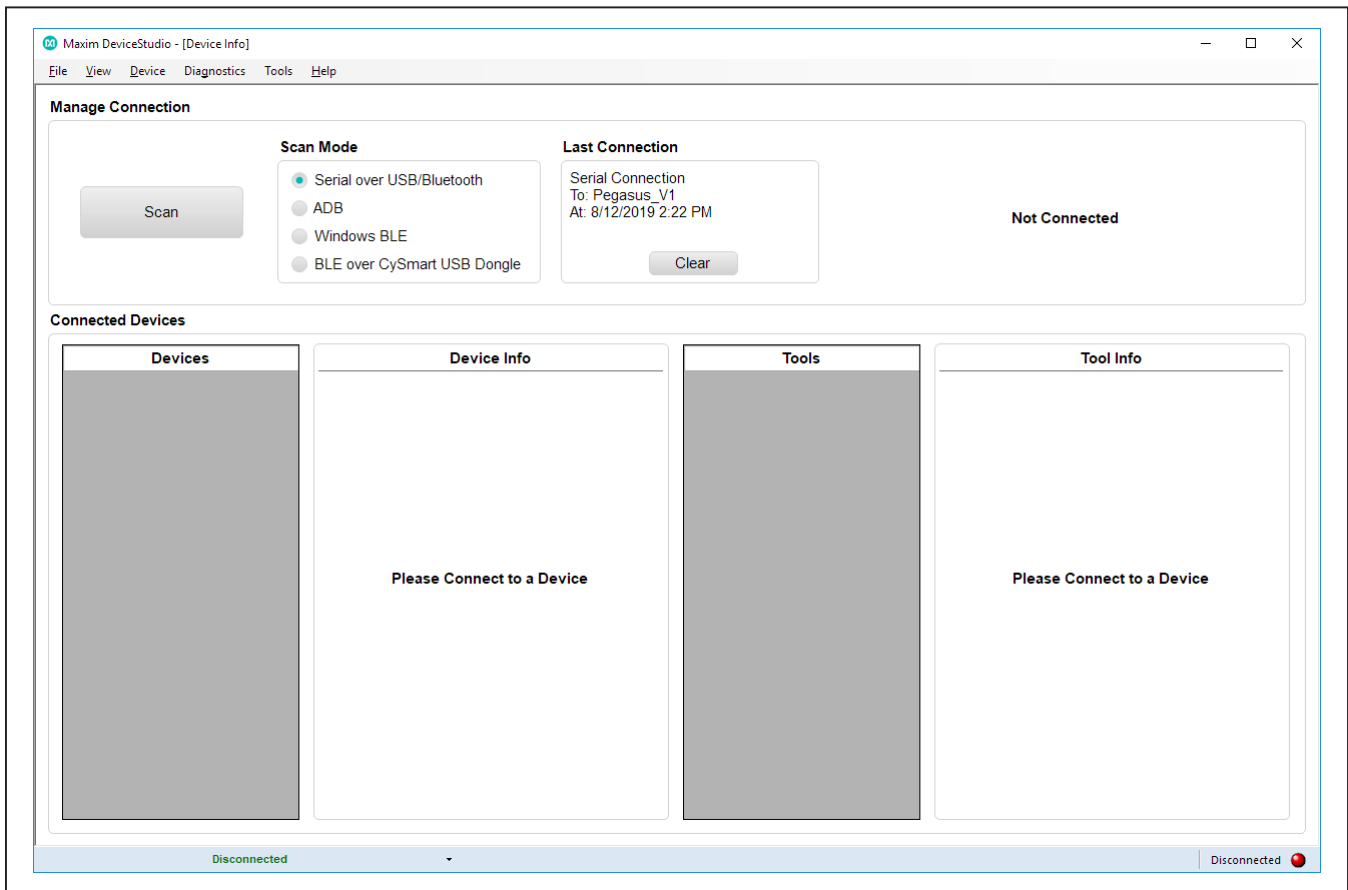 Maxim DeviceStudio - [Device Info]
File View Device Diagnostics Tools Help
Manage Connection
Scan
Scan Mode
Serial over USB/Bluetooth
ADB
Windows BLE
BLE over CySmart USB Dongle
Last Connection
Serial Connection
To: Pegasus_V1
At: 8/12/2019 2:22 PM
Clear
Not Connected
Connected Devices
Devices
Device Info
Please Connect to a Device
Tools
Tool Info
Please Connect to a Device
Disconnected
Disconnected